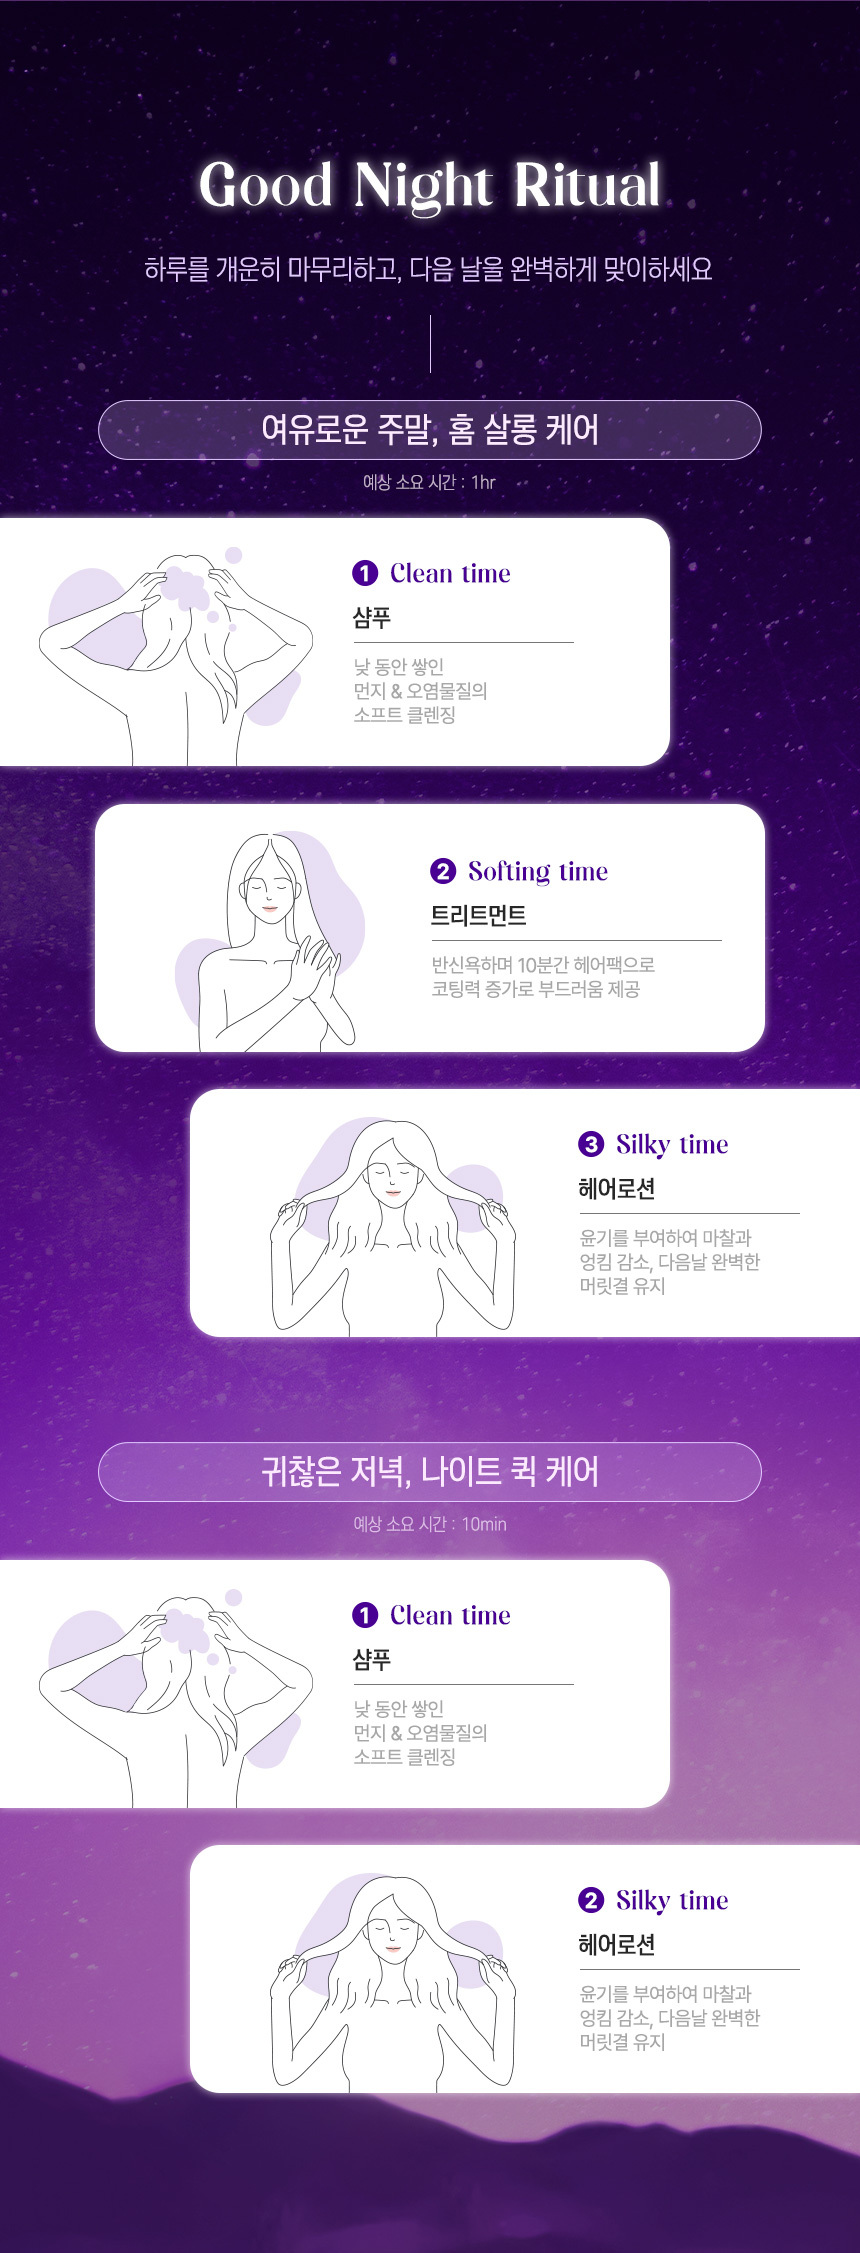 Good Night Ritual
하루를 개운히 마무리하고, 다음 날을 완벽하게 맞이하세요
여유로운 주말, 홈 살롱 케어
예상 소요 시간 : 1hr
1 Clean time
샴푸
낮 동안 쌓인
먼지 & 오염물질의
소프트 클렌징
2 Softing time
트리트먼트
반신욕하며 10분간 헤어팩으로
코팅력 증가로 부드러움 제공
3 Silky time
헤어로션
윤기를 부여하여 마찰과
엉킴 감소, 다음날 완벽한
머릿결 유지
귀찮은 저녁, 나이트 퀵 케어
예상 소요 시간 : 10min
1 Clean time
샴푸
낮 동안 쌓인
먼지 & 오염물질의
소프트 클렌징
2 Silky time
헤어로션
윤기를 부여하여 마찰과
엉킴 감소, 다음날 완벽한
머릿결 유지